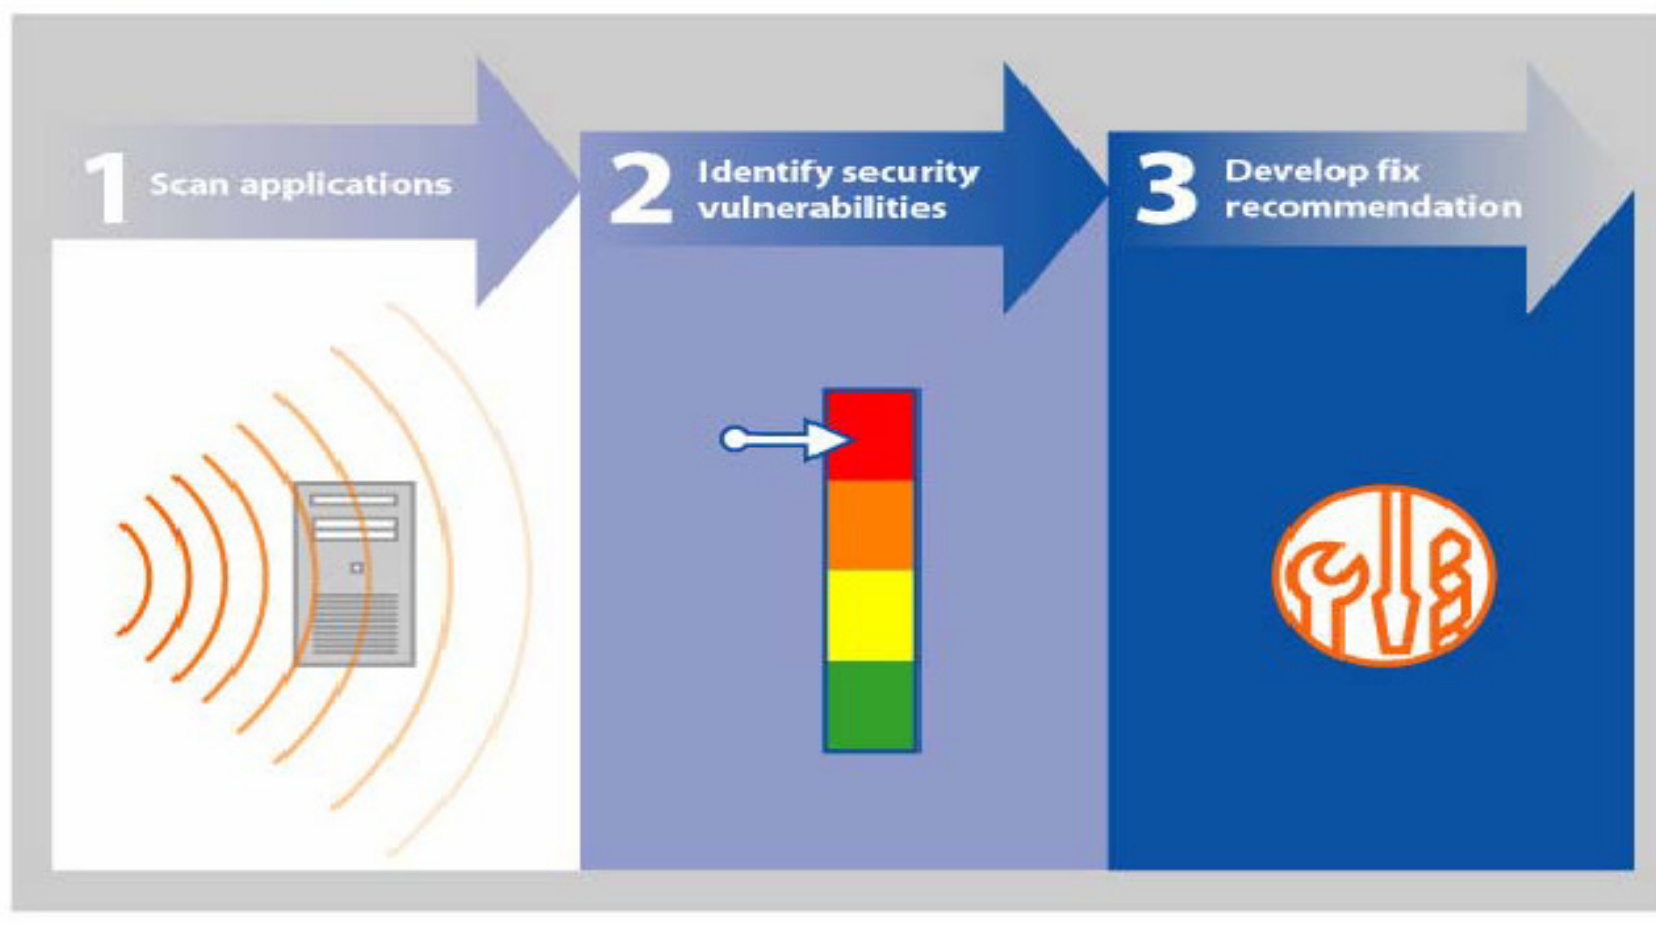 1 Scan applications
2 Identify security
vulnerabilities
3 Develop fix
recommendation